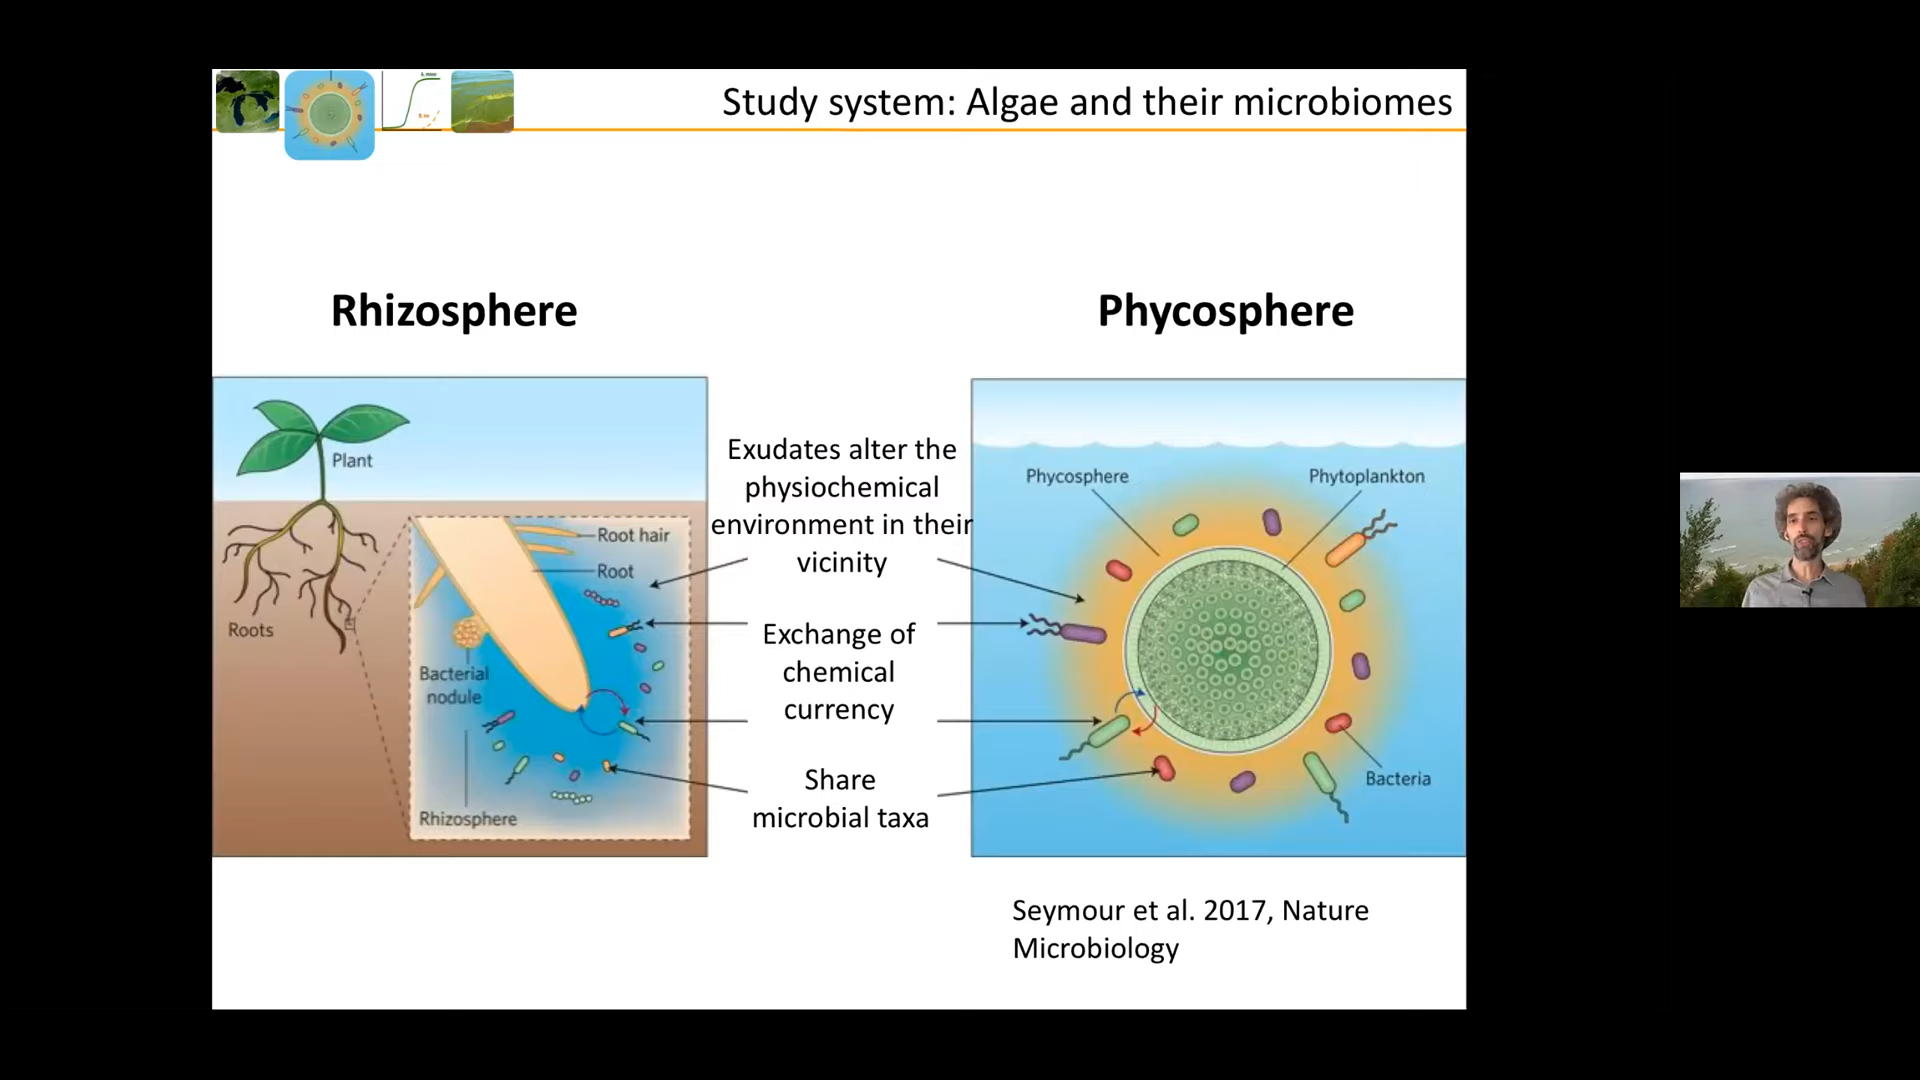 Study system: Algae and their microbiomes
Rhizosphere
Phycosphere
Plant
Roots
Root hair
Root
Bacterial
nodule
Rhizosphere
Exudates alter the
physiochemical
environment in their
vicinity
Exchange of
chemical
currency
Share
microbial taxa
Phycosphere
Phytoplankton
Bacteria
Seymour et al. 2017, Nature
Microbiology